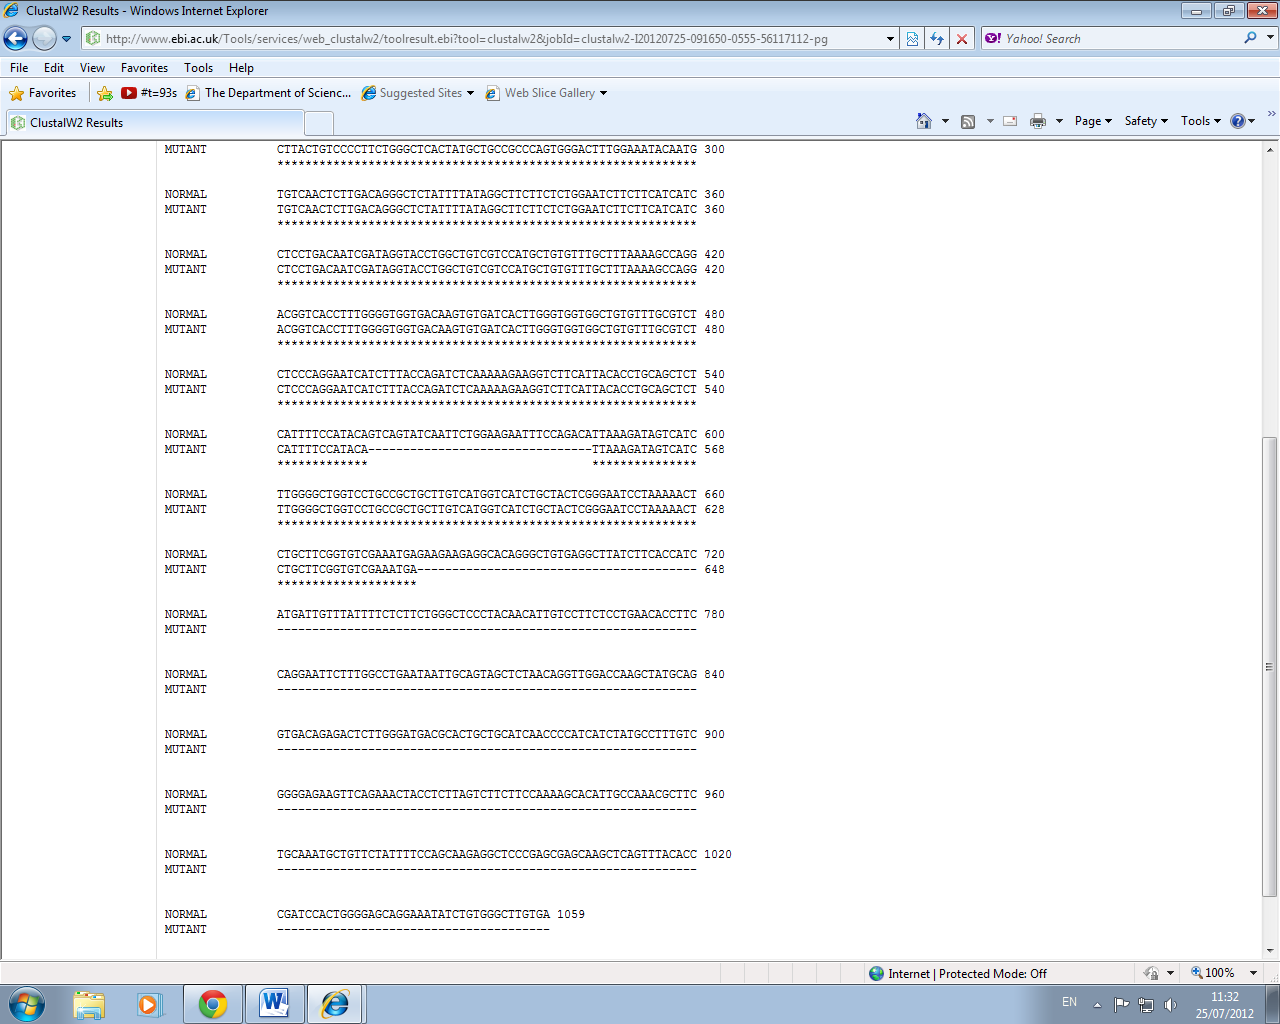 ClustalW2 Results - Windows Internet Explorer
http://www.ebi.ac.uk/Tools/services/web_clustalw2/toolresult.ebi?tool=clustalw2&jobId=clustalw2-I20120725-091650-0555-56117112-pg
Yahoo! Search
File Edit View Favorites Tools Help
Favorites #t=93s The Department of Scienc... Suggested Sites Web Slice Gallery
ClustalW2 Results Page Safety Tools
MUTANT CTTACTGTCCCCTTCTGGGCTCACTATGCTGCCGCCCAGTGGGACTTTGGAAATACAATG 300
************************************************************
NORMAL TGTCAACTCTTGACAGGGCTCTATTTTATAGGCTTCTTCTCTGGAATCTTCTTCATCATC 360
MUTANT TGTCAACTCTTGACAGGGCTCTATTTTATAGGCTTCTTCTCTGGAATCTTCTTCATCATC 360
************************************************************
NORMAL CTCCTGACAATCGATAGGTACCTGGCTGTCGTCCATGCTGTGTTTGCTTTAAAAGCCAGG 420
MUTANT CTCCTGACAATCGATAGGTACCTGGCTGTCGTCCATGCTGTGTTTGCTTTAAAAGCCAGG 420
************************************************************
NORMAL ACGGTCACCTTTGGGGTGGTGACAAGTGTGATCACTTGGGTGGTGGCTGTGTTTGCGTCT 480
MUTANT ACGGTCACCTTTGGGGTGGTGACAAGTGTGATCACTTGGGTGGTGGCTGTGTTTGCGTCT 480
************************************************************
NORMAL CTCCCAGGAATCATCTTTACCAGATCTCAAAAAGAAGGTCTTCATTACACCTGCAGCTCT 540
MUTANT CTCCCAGGAATCATCTTTACCAGATCTCAAAAAGAAGGTCTTCATTACACCTGCAGCTCT 540
************************************************************
NORMAL CATTTTCCATACAGTCAGTATCAATTCTGGAAGAATTTCCAGACATTAAAGATAGTCATC 600
MUTANT CATTTTCCATACA--------------------------------TTAAAGATAGTCATC 568
************* ***************
NORMAL TTGGGGCTGGTCCTGCCGCTGCTTGTCATGGTCATCTGCTACTCGGGAATCCTAAAAACT 660
MUTANT TTGGGGCTGGTCCTGCCGCTGCTTGTCATGGTCATCTGCTACTCGGGAATCCTAAAAACT 628
************************************************************
NORMAL CTGCTTCGGTGTCGAAATGAGAAGAAGAGGCACAGGGCTGTGAGGCTTATCTTCACCATC 720
MUTANT CTGCTTCGGTGTCGAAATGA---------------------------------------- 648
********************
NORMAL ATGATTGTTTATTTTCTCTTCTGGGCTCCCTACAACATTGTCCTTCTCCTGAACACCTTC 780
MUTANT ------------------------------------------------------------
NORMAL CAGGAATTCTTTGGCCTGAATAATTGCAGTAGCTCTAACAGGTTGGACCAAGCTATGCAG 840
MUTANT ------------------------------------------------------------
NORMAL GTGACAGAGACTCTTGGGATGACGCACTGCTGCATCAACCCCATCATCTATGCCTTTGTC 900
MUTANT ------------------------------------------------------------
NORMAL GGGGAGAAGTTCAGAAACTACCTCTTAGTCTTCTTCCAAAAGCACATTGCCAAACGCTTC 960
MUTANT ------------------------------------------------------------
NORMAL TGCAAATGCTGTTCTATTTTCCAGCAAGAGGCTCCCGAGCGAGCAAGCTCAGTTTACACC 1020
MUTANT ------------------------------------------------------------
NORMAL CGATCCACTGGGGAGCAGGAAATATCTGTGGGCTTGTGA 1059
MUTANT ---------------------------------------
Internet | Protected Mode: Off 100%
EN 11:32
25/07/2012